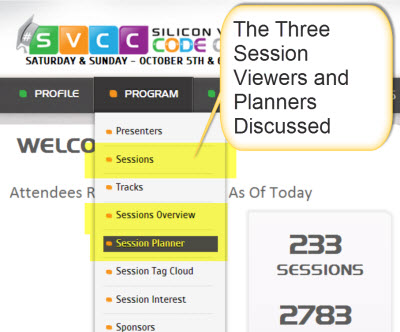 SVCC SILICON V
CODE C
SATURDAY & SUNDAY - OCTOBER 5TH & 6
The Three
Session
Viewers and
Planners
Discussed
PROFILE PROGRAM S
WELCO
Presenters
Sessions
Tracks
Sessions Overview
Session Planner
Session Tag Cloud
Session Interest
Sponsors
Attendees R As Of Today
233
SESSIONS
2783